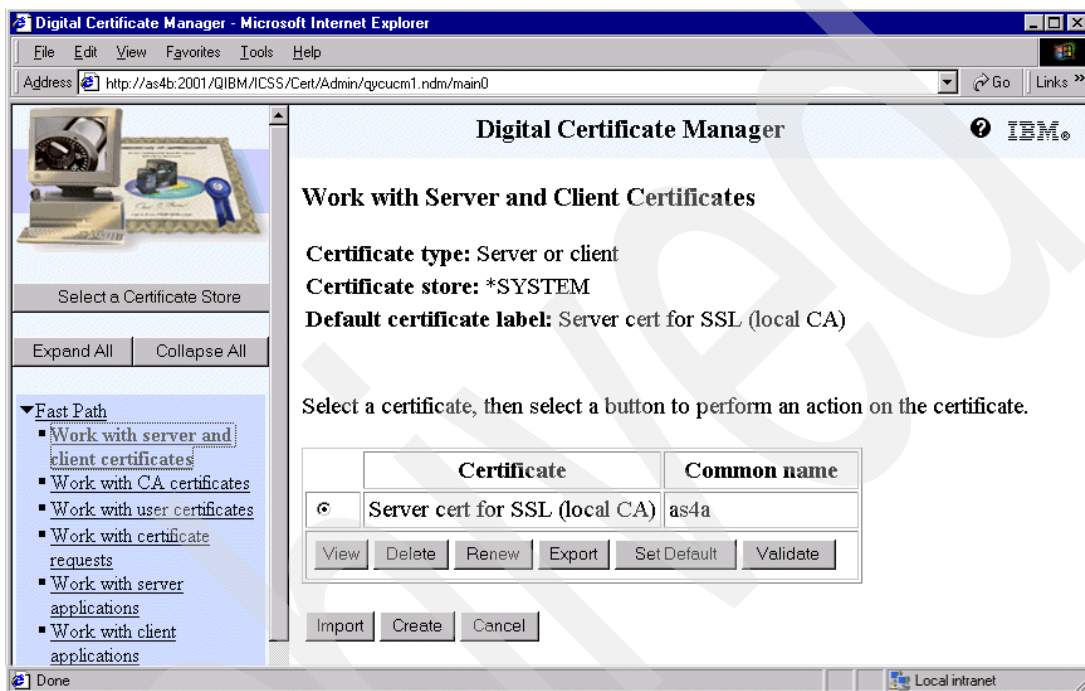 Digital Certificate Manager - Microsoft Internet Explorer
File Edit View Favorites Tools Help
Address http://as4b:2001/QIBM/ICSS/Cert/Admin/qycucm1.ndm/main0 Go Links »
Select a Certificate Store
Expand All Collapse All
Fast Path
Work with server and
client certificates
Work with CA certificates
Work with user certificates
Work with certificate
requests
Work with server
applications
Work with client
applications
Digital Certificate Manager
IBM®
Work with Server and Client Certificates
Certificate type: Server or client
Certificate store: *SYSTEM
Default certificate label: Server cert for SSL (local CA)
Select a certificate, then select a button to perform an action on the certificate.
Certificate Common name
Server cert for SSL (local CA) as4a
View Delete Renew Export Set Default Validate
Import Create Cancel
Done Local intranet